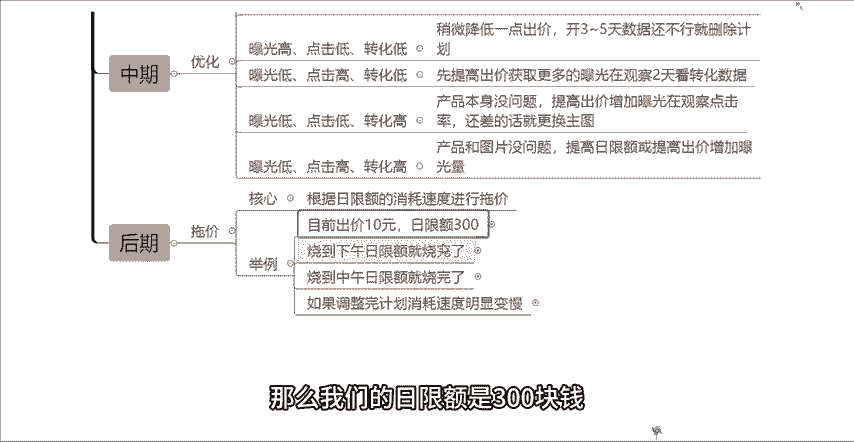 中期
优化
曝光高、点击低、转化低
稍微降低一点出价，开3~5天数据还不行就删除计
划
曝光低、点击高、转化低
先提高出价获取更多的曝光在观察2天看转化数据
曝光低、点击低、转化高
产品本身没问题，提高出价增加曝光在观察点击
率，还差的话就更换主图
曝光低、点击高、转化高
产品和图片没问题，提高日限额或提高出价增加曝
光量
后期
拖价
核心
根据日限额的消耗速度进行拖价
举例
目前出价10元，日限额300
烧到下午日限额就烧完了
烧到中午日限额就烧完了
如果调整完计划消耗速度明显变慢
那么我们的日限额是300块钱